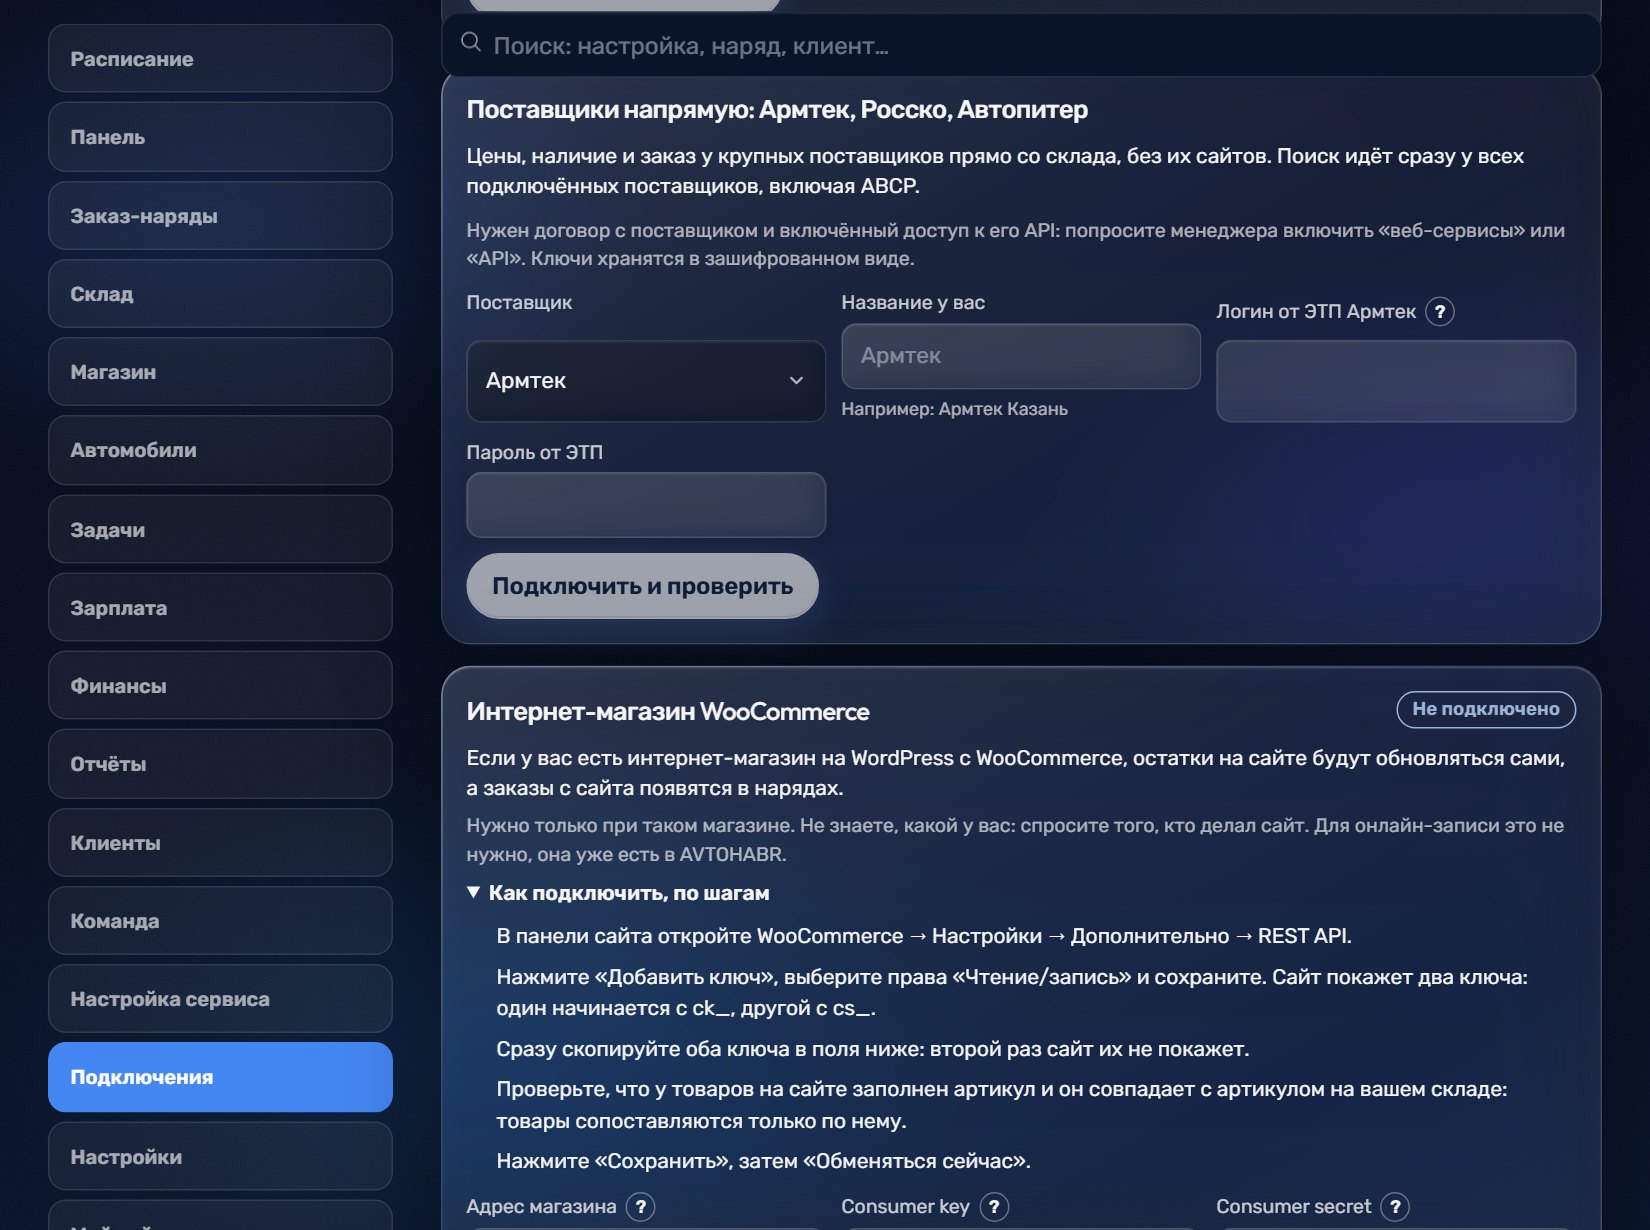 Расписание
Панель
Заказ-наряды
Склад
Магазин
Автомобили
Задачи
Зарплата
Финансы
Отчёты
Клиенты
Команда
Настройка сервиса
Подключения
Настройки
Поиск: настройка, наряд, клиент...
Поставщики напрямую: Армтек, Росско, Автопитер
Цены, наличие и заказ у крупных поставщиков прямо со склада, без их сайтов. Поиск идёт сразу у всех
подключённых поставщиков, включая ABCP.
Нужен договор с поставщиком и включённый доступ к его API: попросите менеджера включить «веб-сервисы» или
«API». Ключи хранятся в зашифрованном виде.
Поставщик
Армтек
Название у вас
Армтек
Например: Армтек Казань
Логин от ЭТП Армтек ?
Пароль от ЭТП
Подключить и проверить
Интернет-магазин WooCommerce
Не подключено
Если у вас есть интернет-магазин на WordPress с WooCommerce, остатки на сайте будут обновляться сами,
а заказы с сайта появятся в нарядах.
Нужно только при таком магазине. Не знаете, какой у вас: спросите того, кто делал сайт. Для онлайн-записи это не
нужно, она уже есть в AVTOHABR.
▼ Как подключить, по шагам
В панели сайта откройте WooCommerce → Настройки → Дополнительно → REST API.
Нажмите «Добавить ключ», выберите права «Чтение/запись» и сохраните. Сайт покажет два ключа:
один начинается с ck_, другой с cs_.
Сразу скопируйте оба ключа в поля ниже: второй раз сайт их не покажет.
Проверьте, что у товаров на сайте заполнен артикул и он совпадает с артикулом на вашем складе:
товары сопоставляются только по нему.
Нажмите «Сохранить», затем «Обменяться сейчас».
Адрес магазина ?
Consumer key ?
Consumer secret ?